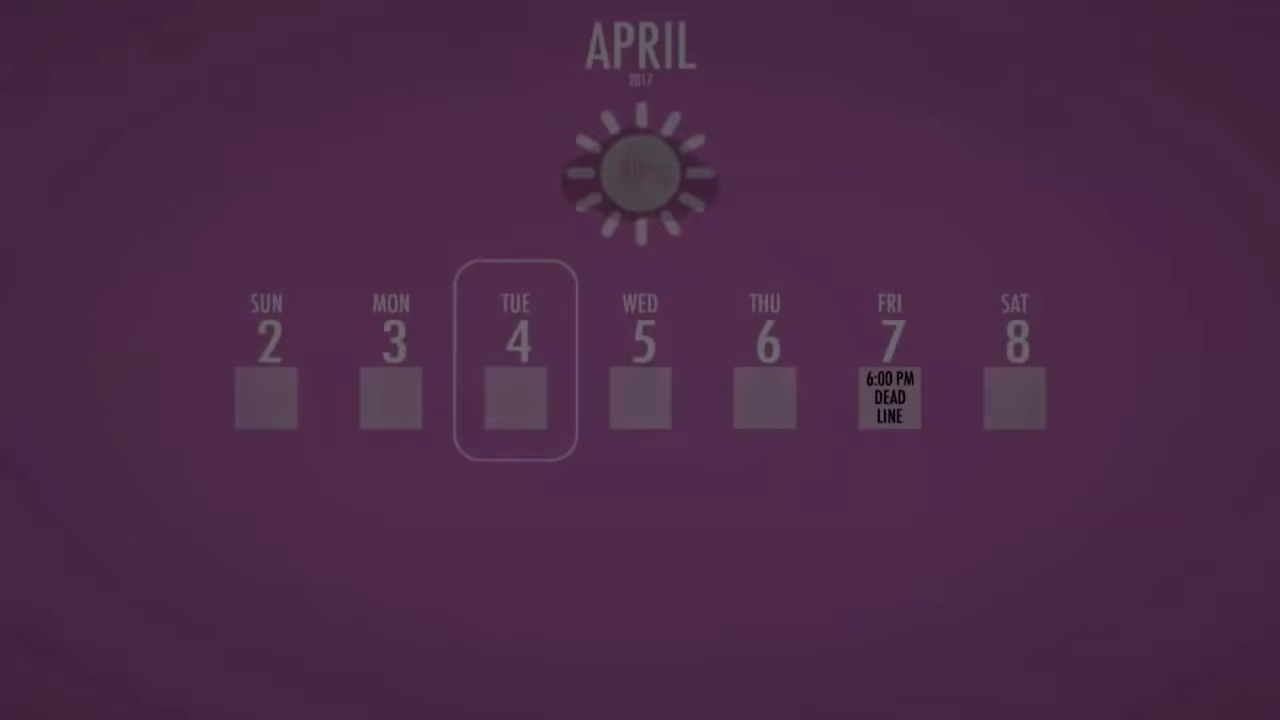 APRIL
2017
SUN MON TUE WED THU FRI SAT
2 3 4 5 6 7 8
6:00 PM
DEAD
LINE